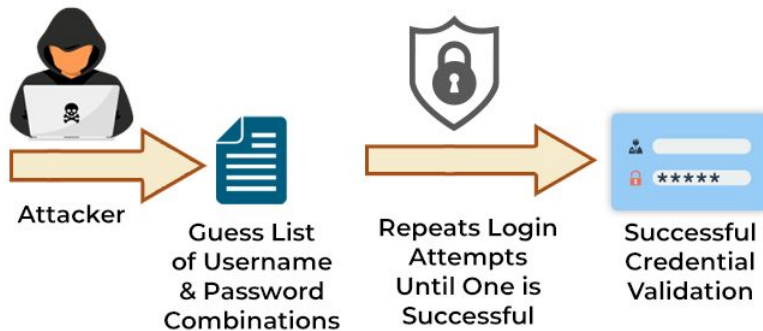 *****
Attacker
Guess List
of Username
& Password
Combinations
Repeats Login
Attempts
Until One is
Successful
Successful
Credential
Validation